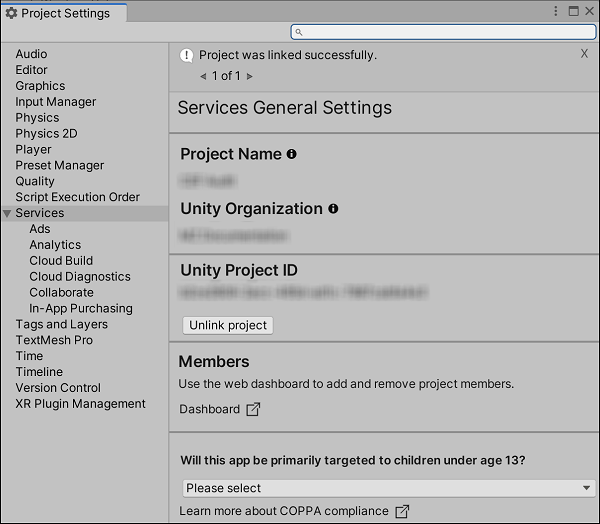 Project Settings
Audio
Editor
Graphics
Input Manager
Physics
Physics 2D
Player
Preset Manager
Quality
Script Execution Order
Services
Ads
Analytics
Cloud Build
Cloud Diagnostics
Collaborate
In-App Purchasing
Tags and Layers
TextMesh Pro
Time
Timeline
Version Control
XR Plugin Management
Project was linked successfully.
X
1 of 1
Services General Settings
Project Name
Unity Organization
Unity Project ID
Unlink project
Members
Use the web dashboard to add and remove project members.
Dashboard
Will this app be primarily targeted to children under age 13?
Please select
Learn more about COPPA compliance